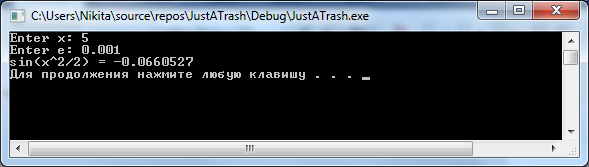 C:\Users\Nikita\source\repos\JustATrash\Debug\JustATrash.exe
Enter x: 5
Enter e: 0.001
sin(x^2/2) = -0.0660527
Для продолжения нажмите любую клавишу . . . _